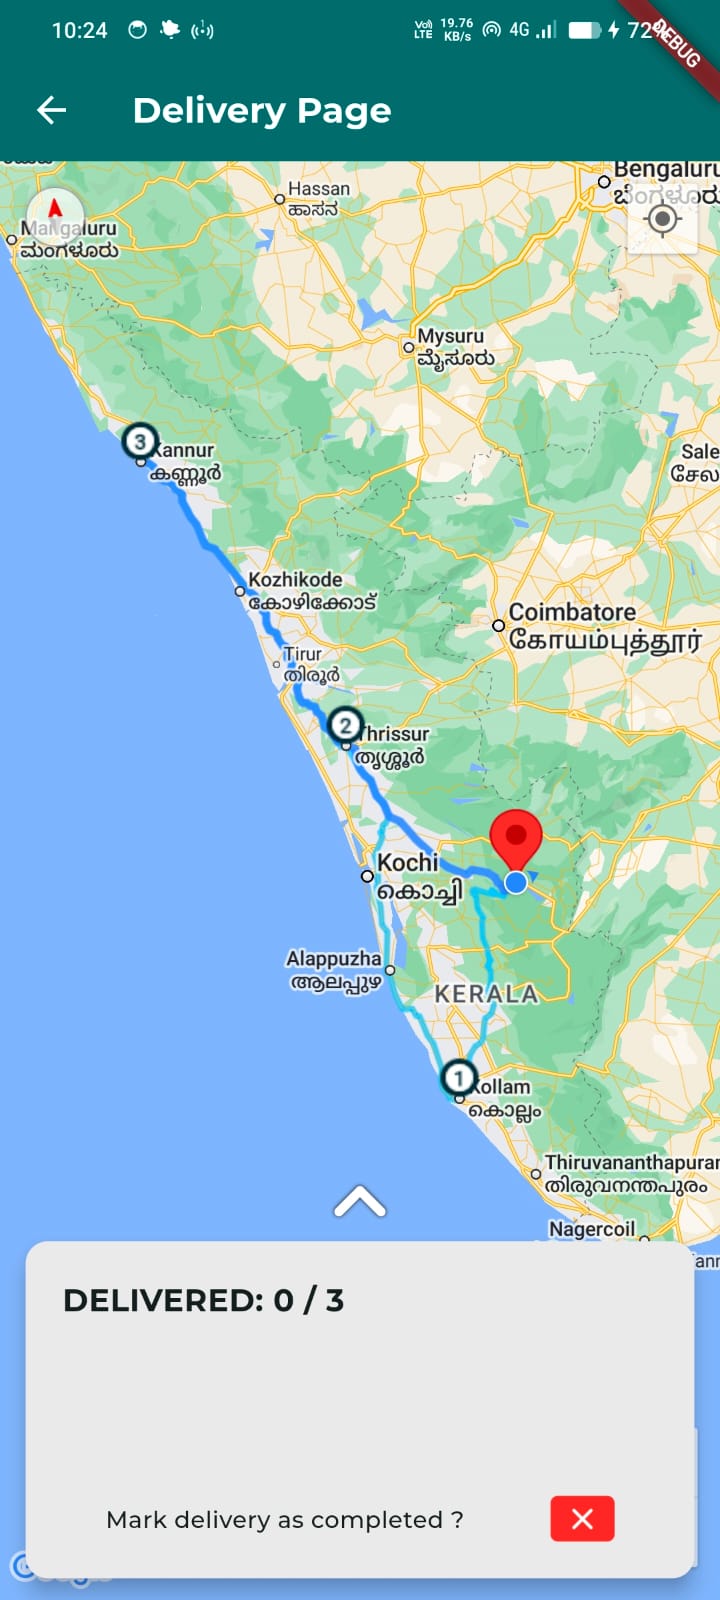 10:24
Vo) LTE
19.76 KB/s
4G
72%
DEBUG
Delivery Page
Hassan
ಹಾಸನ
Bengaluru
ಬೆಂಗಳೂರು
Mangaluru
ಮಂಗಳೂರು
Mysuru
ಮೈಸೂರು
3
Kannur
കണ്ണൂർ
Sale
சேல
Kozhikode
കോഴിക്കോട്
Coimbatore
கோயம்புத்தூர்
Tirur
തിരൂർ
2
Thrissur
തൃശ്ശൂർ
Kochi
കൊച്ചി
Alappuzha
ആലപ്പുഴ
KERALA
1
Kollam
കൊല്ലം
Thiruvananthapuram
തിരുവനന്തപുരം
Nagercoil
DELIVERED: 0 / 3
Mark delivery as completed ?